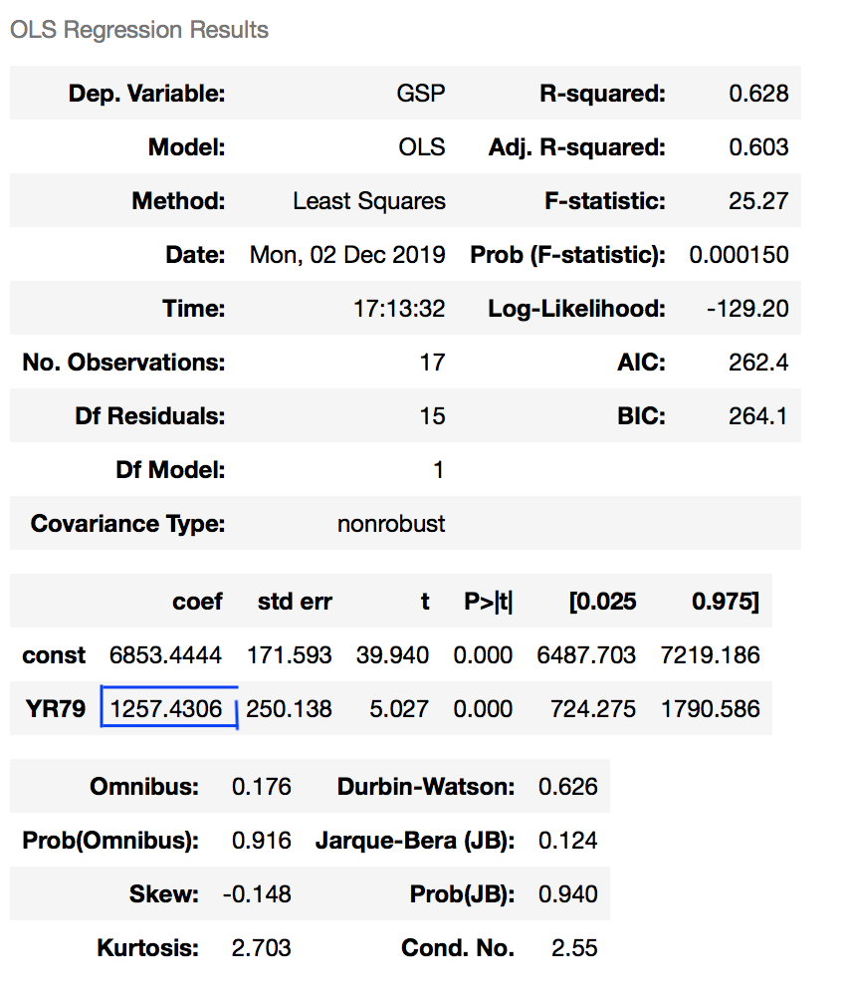 OLS Regression Results
Dep. Variable: GSP R-squared: 0.628
Model: OLS Adj. R-squared: 0.603
Method: Least Squares F-statistic: 25.27
Date: Mon, 02 Dec 2019 Prob (F-statistic): 0.000150
Time: 17:13:32 Log-Likelihood: -129.20
No. Observations: 17 AIC: 262.4
Df Residuals: 15 BIC: 264.1
Df Model: 1
Covariance Type: nonrobust
coef std err t P>|t| [0.025 0.975]
const 6853.4444 171.593 39.940 0.000 6487.703 7219.186
YR79 1257.4306 250.138 5.027 0.000 724.275 1790.586
Omnibus: 0.176 Durbin-Watson: 0.626
Prob(Omnibus): 0.916 Jarque-Bera (JB): 0.124
Skew: -0.148 Prob(JB): 0.940
Kurtosis: 2.703 Cond. No. 2.55